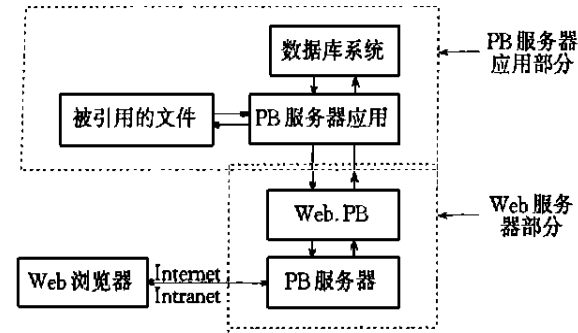 数据库系统
PB服务器
应用部分
被引用的文件
PB服务器应用
Web.PB
Web服务
器部分
Web浏览器
Internet
Intranet
PB服务器